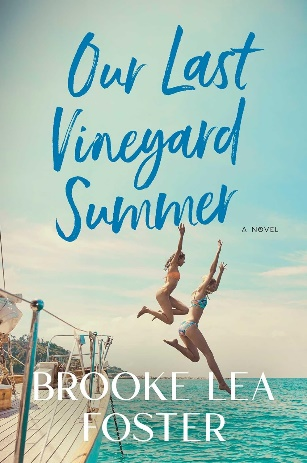 Our Last
Vineyard
Summer
A NOVEL
BROOKE LEA
FOSTER